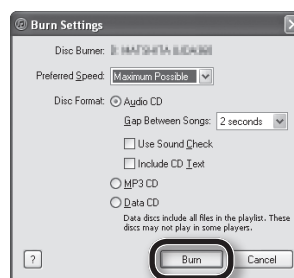 Burn Settings
Disc Burner:
Preferred Speed: Maximum Possible
Disc Format: Audio CD
Gap Between Songs: 2 seconds
Use Sound Check
Include CD Text
MP3 CD
Data CD
Data discs include all files in the playlist. These
discs may not play in some players.
? Burn Cancel